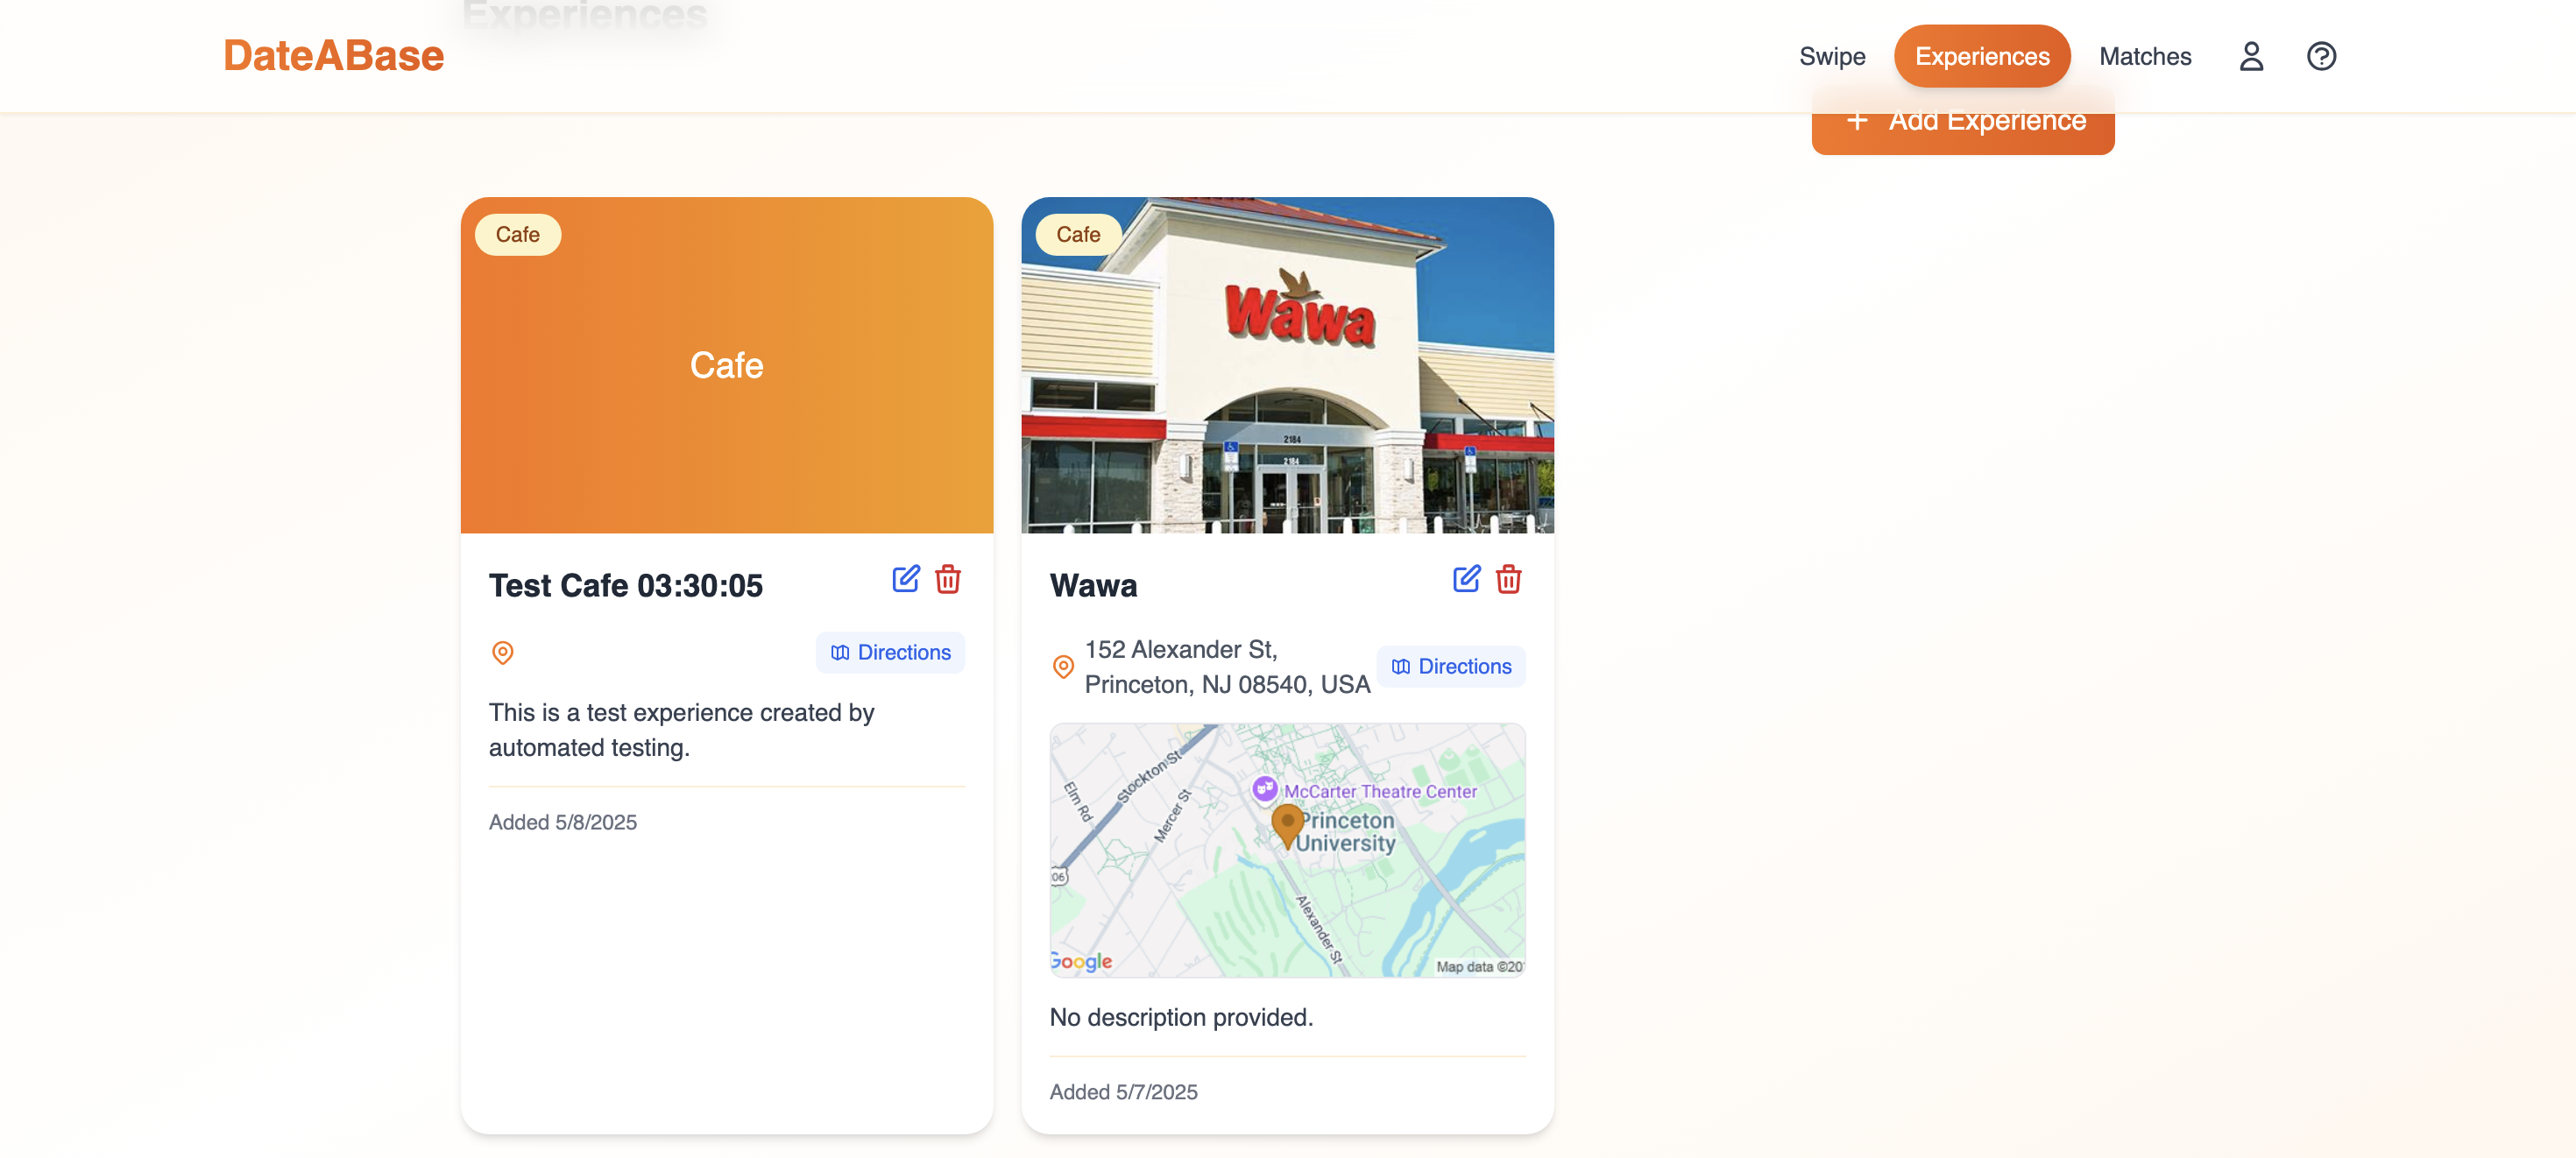 Experiences
DateABase
Swipe
Experiences
Matches
Add Experience
Cafe
Cafe
Test Cafe 03:30:05
Directions
This is a test experience created by
automated testing.
Added 5/8/2025
Cafe
Wawa
2184
2184
Wawa
152 Alexander St,
Princeton, NJ 08540, USA
Directions
Stockton St
Elm Rd
Mercer St
McCarter Theatre Center
Princeton
University
06
Alexander St
Google
Map data ©20
No description provided.
Added 5/7/2025